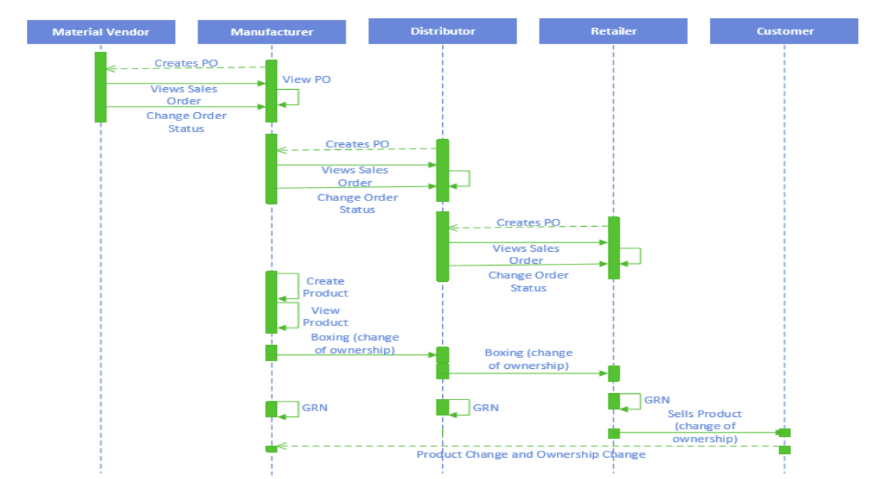 Material Vendor
Manufacturer
Distributor
Retailer
Customer
Creates PO
View PO
Views Sales
Order
Change Order
Status
Creates PO
Views Sales
Order
Change Order
Status
Creates PO
Views Sales
Order
Change Order
Status
Create
Product
View
Product
Boxing (change
of ownership)
Boxing (change
of ownership)
GRN
GRN
GRN
Sells Product
(change of
ownership)
Product Change and Ownership Change